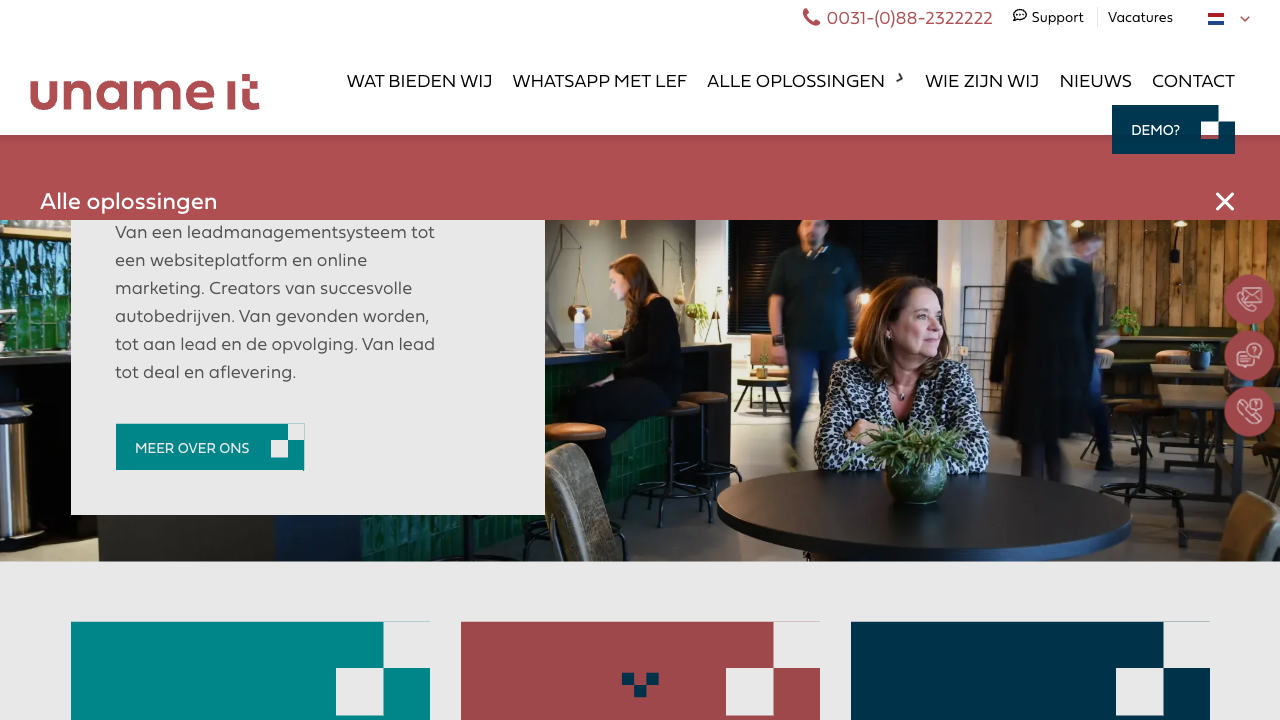 0031-(0)88-2322222
Support
Vacatures
uname it
WAT BIEDEN WIJ
WHATSAPP MET LEF
ALLE OPLOSSINGEN
WIE ZIJN WIJ
NIEUWS
CONTACT
DEMO?
Alle oplossingen
Van een leadmanagementsysteem tot
een websiteplatform en online
marketing. Creators van succesvolle
autobedrijven. Van gevonden worden,
tot aan lead en de opvolging. Van lead
tot deal en aflevering.
MEER OVER ONS